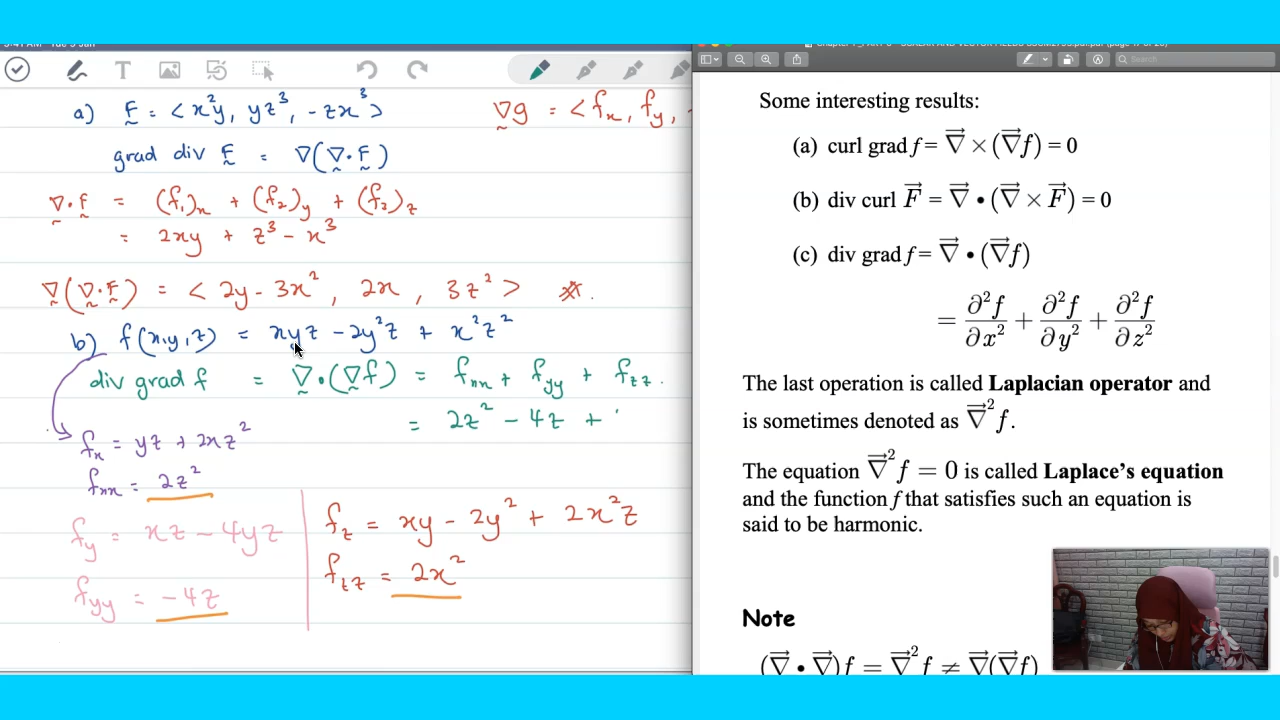 a) F = < x²y, yz³, -zx³ >
∇g = < fx, fy,
grad div F = ∇(∇·F)
∇·F = (f₁)x + (f₂)y + (f₃)z
= 2xy + z³ - x³
∇(∇·F) = < 2y - 3x², 2x, 3z² >
b) f(x,y,z) = xyz - 2y²z + x²z²
div grad f = ∇·(∇f) = fxx + fyy + fzz.
= 2z² - 4z +
fx = yz + 2xz²
fxx = 2z²
fy = xz - 4yz
fyy = -4z
fz = xy - 2y² + 2x²z
fzz = 2x²
Search
Some interesting results:
(a) curl grad f = ∇⃗ × (∇⃗f) = 0
(b) div curl F⃗ = ∇⃗ • (∇⃗ × F⃗) = 0
(c) div grad f = ∇⃗ • (∇⃗f)
= ∂²f/∂x² + ∂²f/∂y² + ∂²f/∂z²
The last operation is called Laplacian operator and
is sometimes denoted as ∇⃗²f.
The equation ∇⃗²f = 0 is called Laplace's equation
and the function f that satisfies such an equation is
said to be harmonic.
Note
(∇⃗ • ∇⃗)f = ∇⃗²f ≠ ∇⃗(∇⃗f)